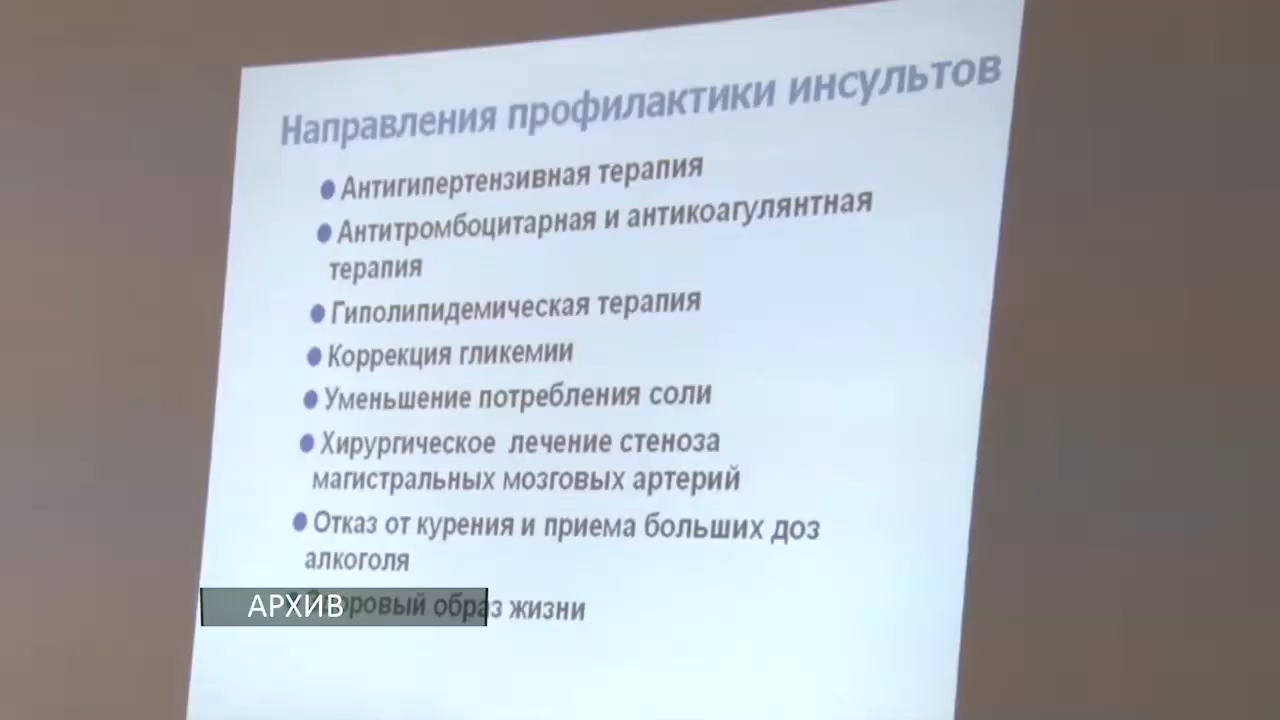 Направления профилактики инсультов
Антигипертензивная терапия
Антитромбоцитарная и антикоагулянтная
терапия
Гиполипидемическая терапия
Коррекция гликемии
Уменьшение потребления соли
Хирургическое лечение стеноза
магистральных мозговых артерий
Отказ от курения и приема больших доз
алкоголя
образ жизни
АРХИВ